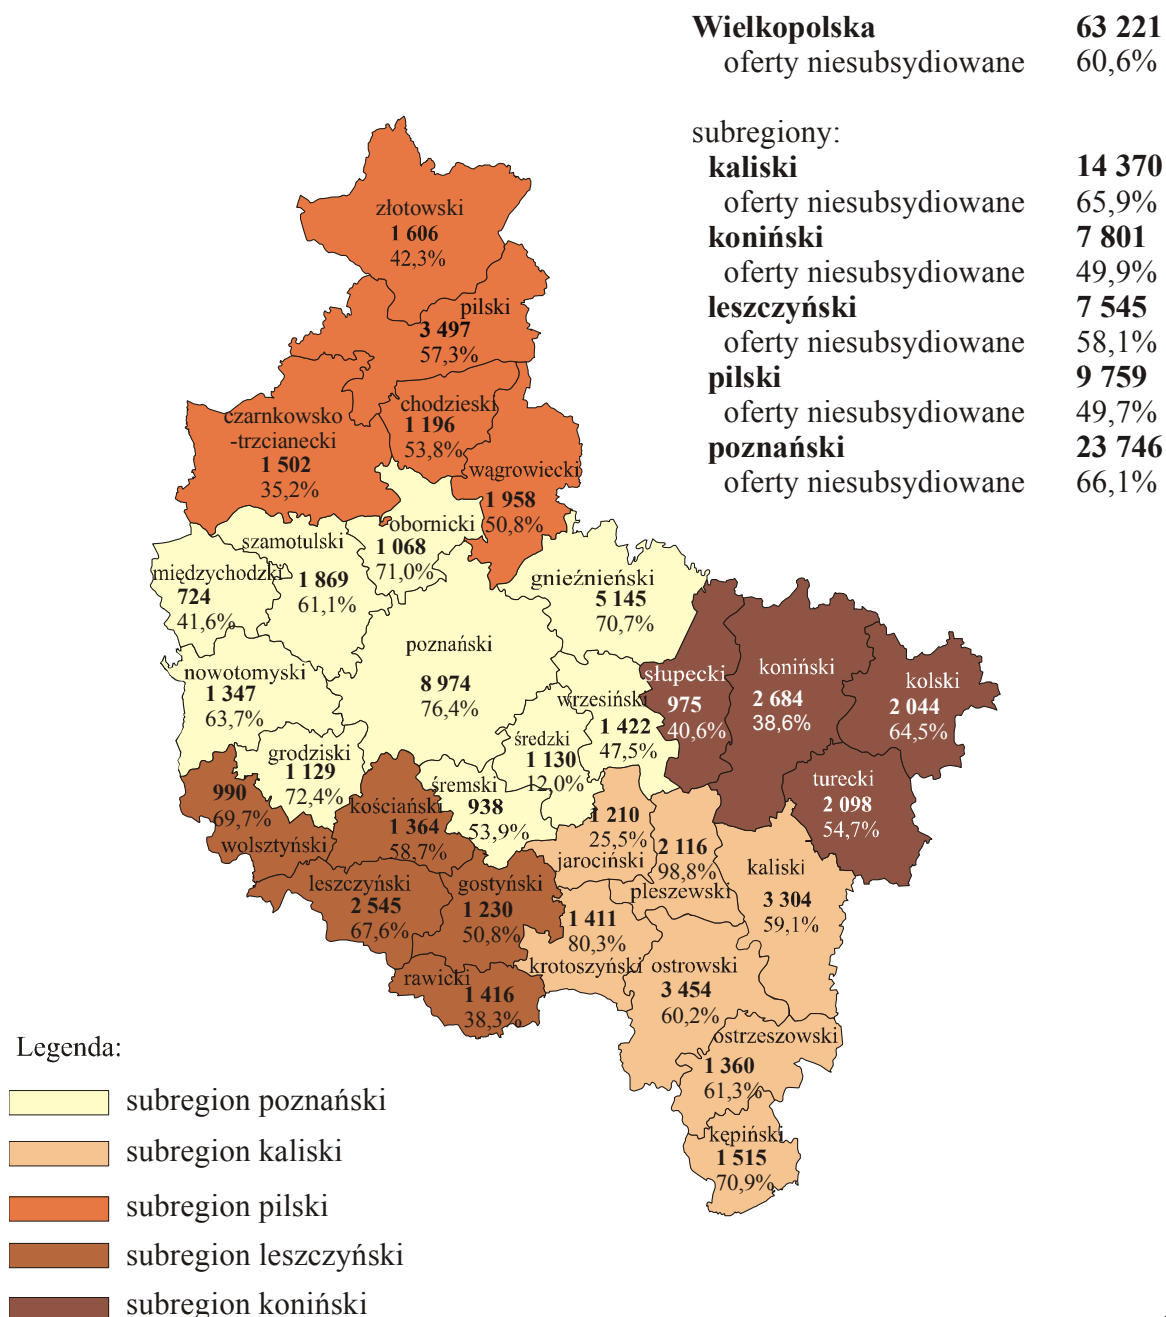 Wielkopolska 63 221
oferty niesubsydiowane 60,6%
subregiony:
kaliski 14 370
oferty niesubsydiowane 65,9%
koniński 7 801
oferty niesubsydiowane 49,9%
leszczyński 7 545
oferty niesubsydiowane 58,1%
pilski 9 759
oferty niesubsydiowane 49,7%
poznański 23 746
oferty niesubsydiowane 66,1%
złotowski
1 606
42,3%
pilski
3 497
57,3%
chodzieski
1 196
53,8%
czarnkowsko
-trzcianecki
1 502
35,2%
wągrowiecki
1 958
50,8%
obornicki
1 068
71,0%
szamotulski
1 869
61,1%
międzychodzki
724
41,6%
gnieźnieński
5 145
70,7%
poznański
8 974
76,4%
nowotomyski
1 347
63,7%
wrzesiński
1 422
47,5%
słupecki
975
40,6%
koniński
2 684
38,6%
kolski
2 044
64,5%
turecki
2 098
54,7%
średzki
1 130
12,0%
grodziski
1 129
72,4%
śremski
938
53,9%
990
69,7%
wolsztyński
kościański
1 364
58,7%
1 210
25,5%
jarociński
2 116
98,8%
pleszewski
kaliski
3 304
59,1%
leszczyński
2 545
67,6%
gostyński
1 230
50,8%
1 411
80,3%
krotoszyński
rawicki
1 416
38,3%
ostrowski
3 454
60,2%
ostrzeszowski
1 360
61,3%
kępiński
1 515
70,9%
Legenda:
subregion poznański
subregion kaliski
subregion pilski
subregion leszczyński
subregion koniński